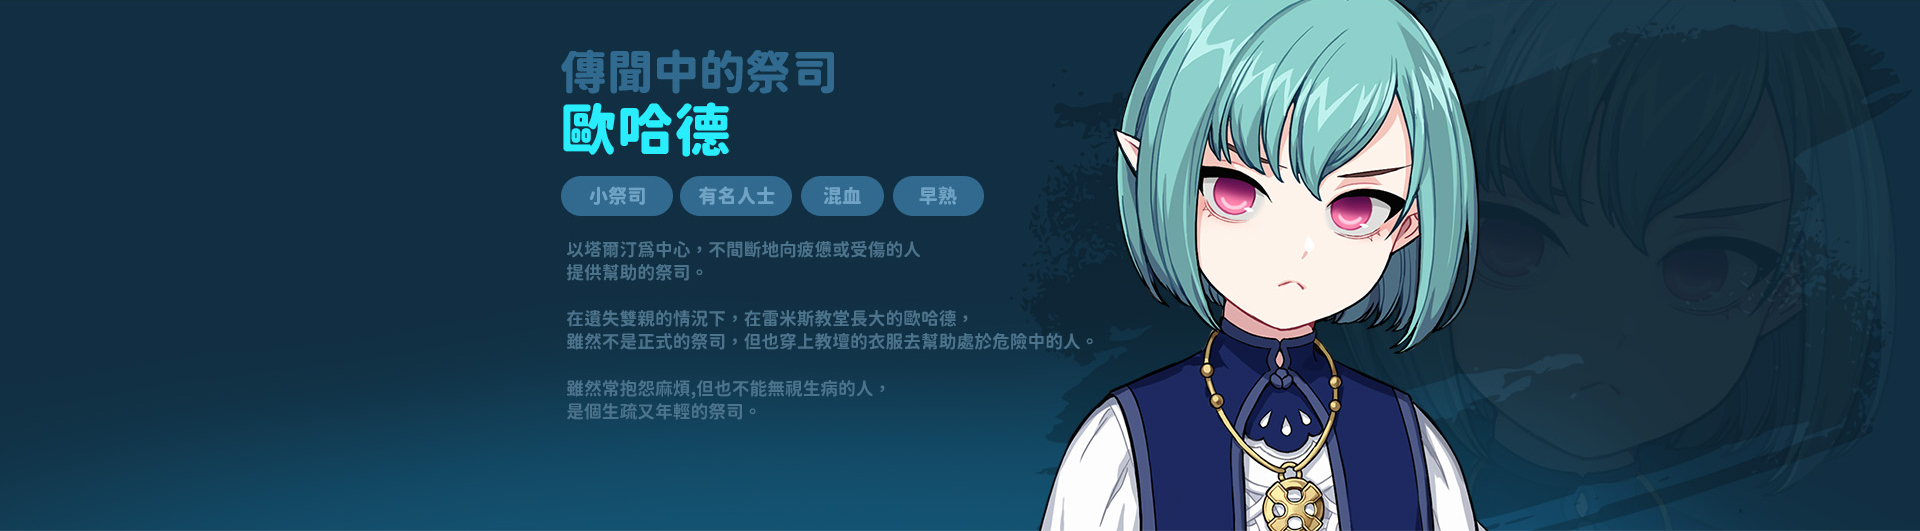 傳聞中的祭司
歐哈德
小祭司 有名人士 混血 早熟
以塔爾汀爲中心，不間斷地向疲憊或受傷的人
提供幫助的祭司。
在遺失雙親的情況下，在雷米斯教堂長大的歐哈德，
雖然不是正式的祭司，但也穿上教壇的衣服去幫助處於危險中的人。
雖然常抱怨麻煩,但也不能無視生病的人，
是個生疏又年輕的祭司。